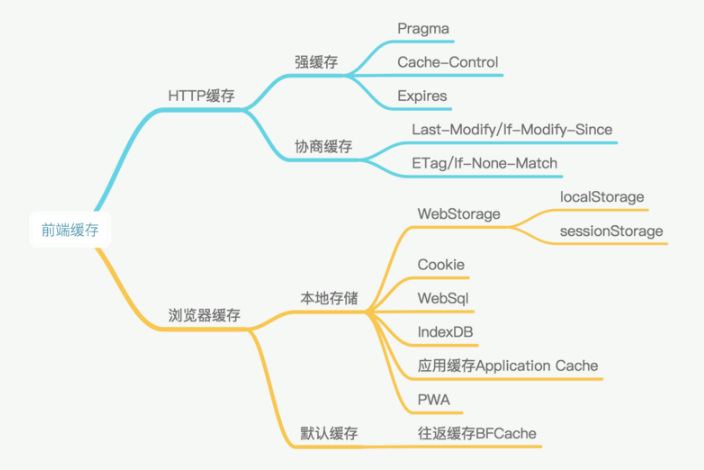 前端缓存
HTTP缓存
强缓存
Pragma
Cache-Control
Expires
协商缓存
Last-Modify/If-Modify-Since
ETag/If-None-Match
浏览器缓存
本地存储
WebStorage
localStorage
sessionStorage
Cookie
WebSql
IndexDB
应用缓存Application Cache
PWA
默认缓存
往返缓存BFCache